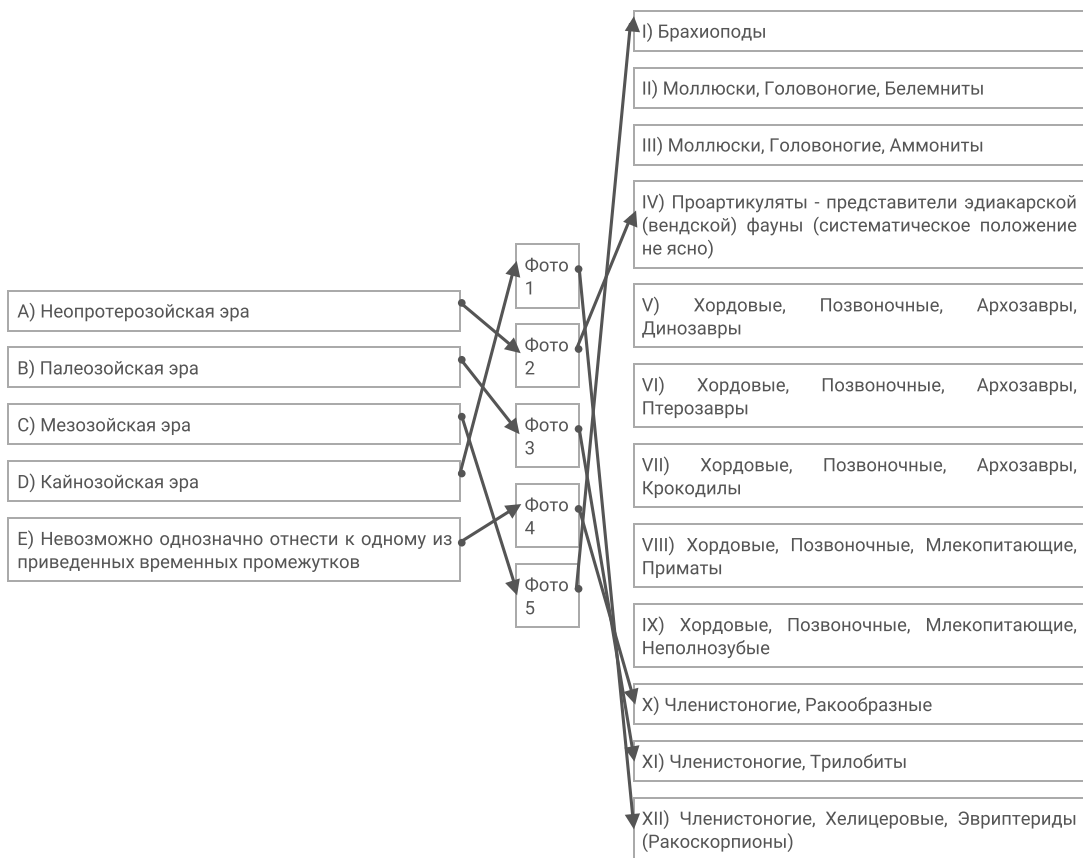 A) Неопротерозойская эра
B) Палеозойская эра
C) Мезозойская эра
D) Кайнозойская эра
E) Невозможно однозначно отнести к одному из
приведенных временных промежутков
Фото
1
Фото
2
Фото
3
Фото
4
Фото
5
I) Брахиоподы
II) Моллюски, Головоногие, Белемниты
III) Моллюски, Головоногие, Аммониты
IV) Проартикуляты - представители эдиакарской
(вендской) фауны (систематическое положение
не ясно)
V) Хордовые, Позвоночные, Архозавры,
Динозавры
VI) Хордовые, Позвоночные, Архозавры,
Птерозавры
VII) Хордовые, Позвоночные, Архозавры,
Крокодилы
VIII) Хордовые, Позвоночные, Млекопитающие,
Приматы
IX) Хордовые, Позвоночные, Млекопитающие,
Неполнозубые
X) Членистоногие, Ракообразные
XI) Членистоногие, Трилобиты
XII) Членистоногие, Хелицеровые, Эвриптериды
(Ракоскорпионы)